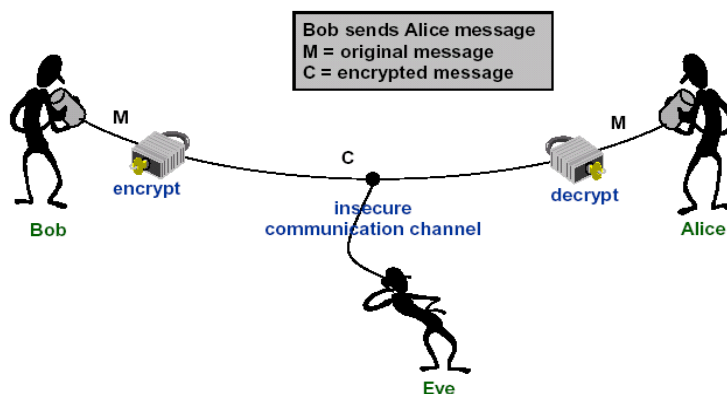 Bob sends Alice message
M = original message
C = encrypted message
M
M
C
encrypt
decrypt
insecure
communication channel
Bob
Alice
Eve